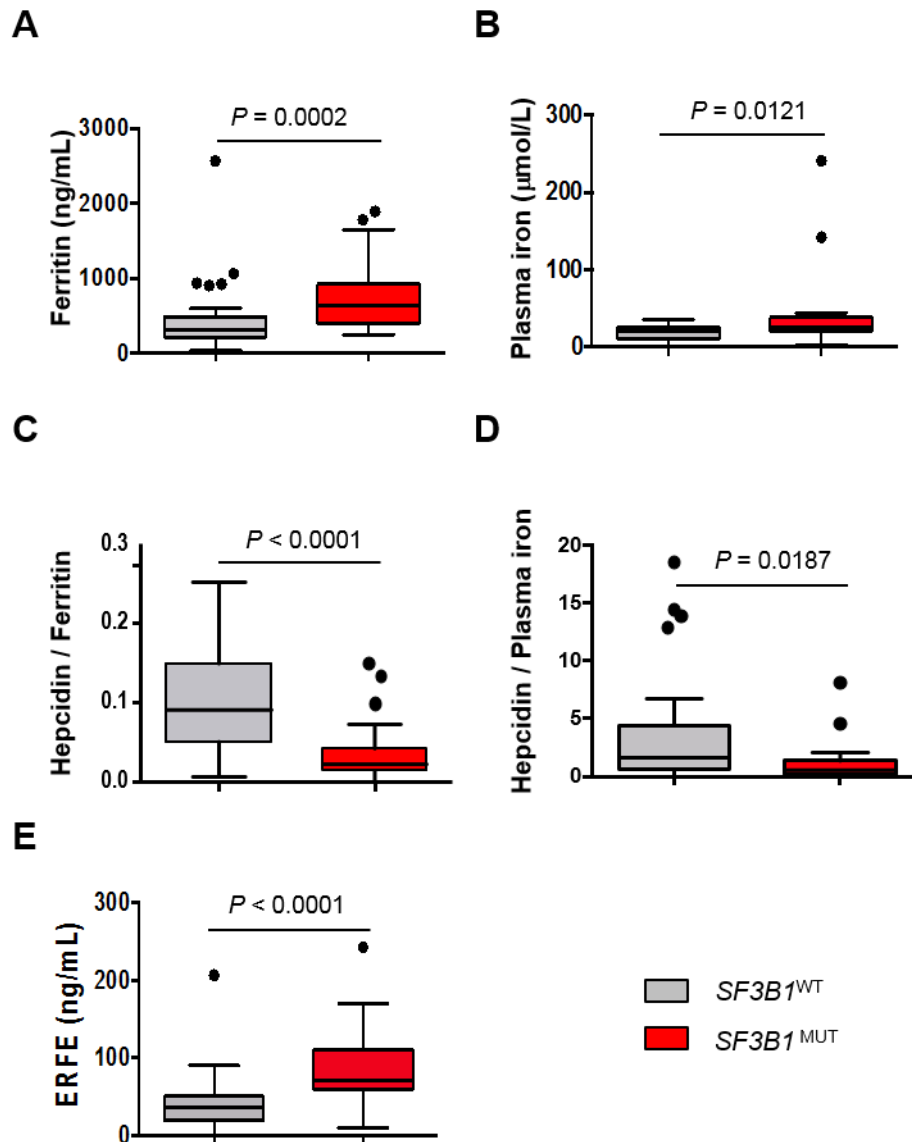 A
B
P = 0.0002
P = 0.0121
Ferritin (ng/mL)
3000
2000
1000
0
Plasma iron (μmol/L)
300
200
100
0
C
D
P < 0.0001
P = 0.0187
Hepcidin / Ferritin
0.3
0.2
0.1
0.0
Hepcidin / Plasma iron
20
15
10
5
0
E
P < 0.0001
ERFE (ng/mL)
300
200
100
0
SF3B1WT
SF3B1 MUT